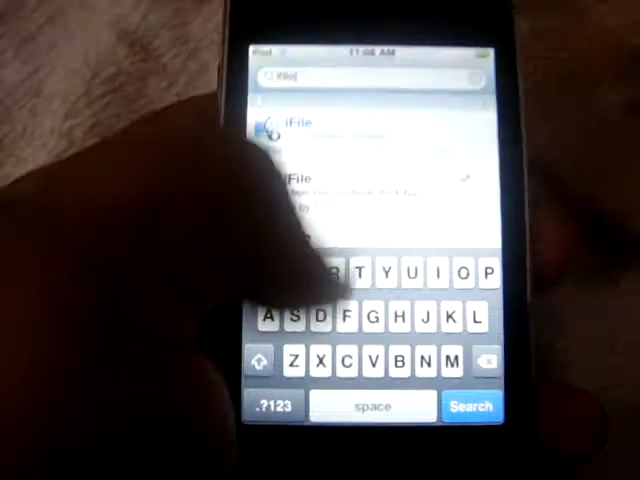 iPod 11:08 AM
ifile
iFile
iFile
R T Y U I O P
A S D F G H J K L
Z X C V B N M
.?123 space Search